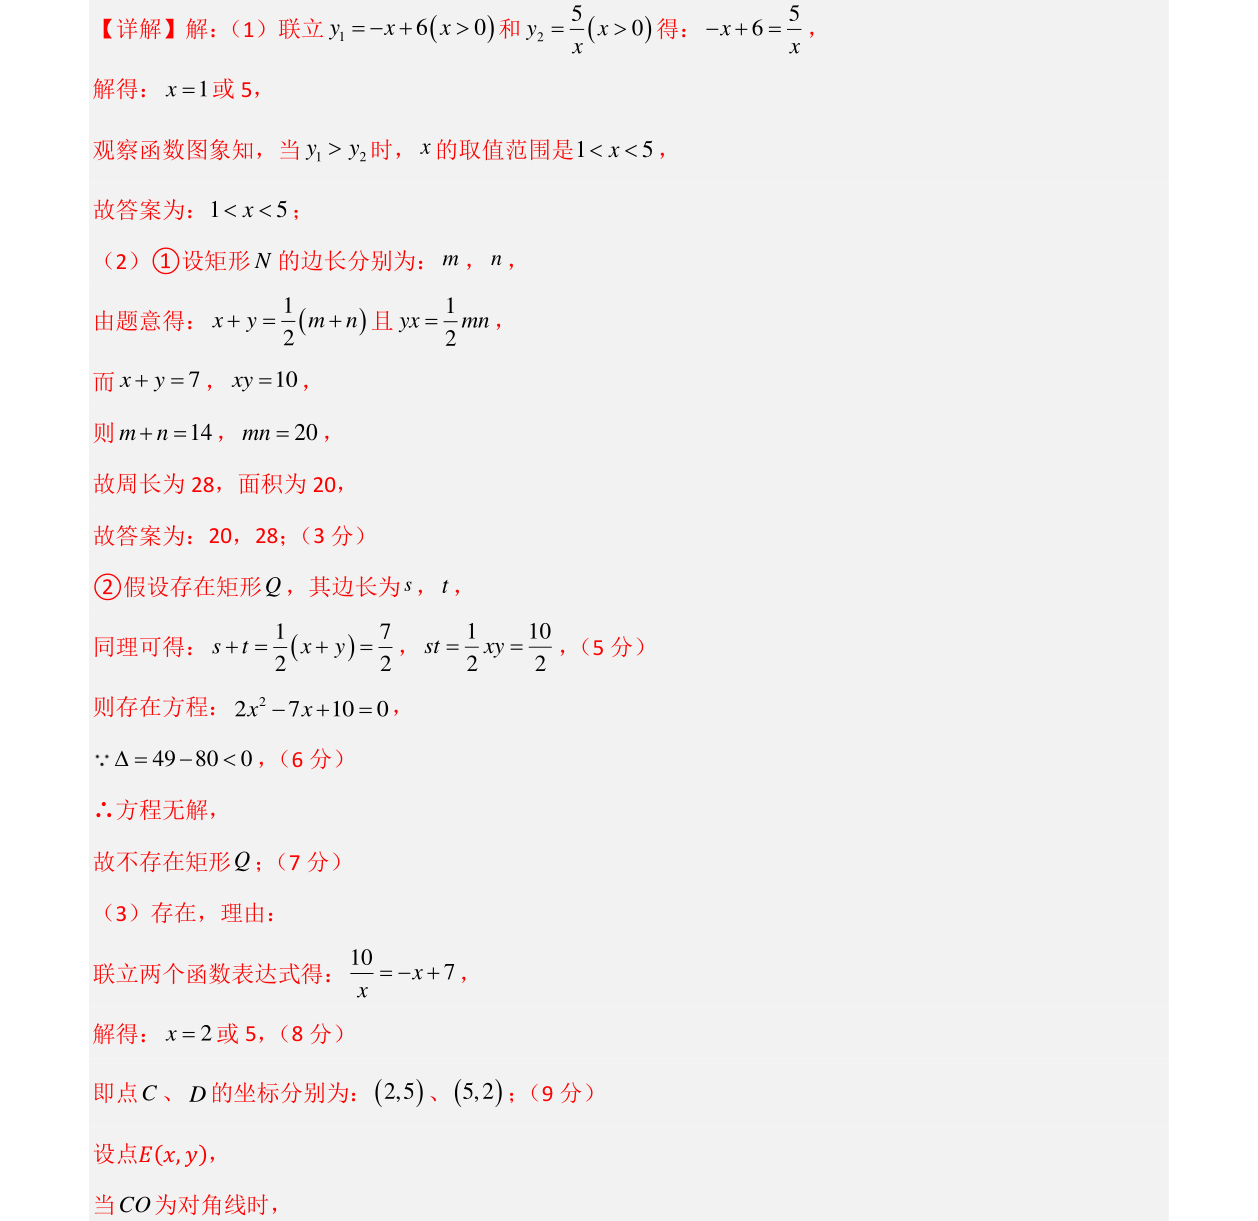 【详解】解：（1）联立 y₁ = −x + 6(x > 0) 和 y₂ = 5/x (x > 0) 得： −x + 6 = 5/x ，
解得： x = 1 或 5，
观察函数图象知，当 y₁ > y₂ 时， x 的取值范围是 1 < x < 5 ，
故答案为： 1 < x < 5 ；
（2）①设矩形 N 的边长分别为： m ， n ，
由题意得： x + y = 1/2 (m + n) 且 yx = 1/2 mn ，
而 x + y = 7 ， xy = 10 ，
则 m + n = 14 ， mn = 20 ，
故周长为 28，面积为 20，
故答案为：20，28；（3 分）
②假设存在矩形 Q ，其边长为 s ， t ，
同理可得： s + t = 1/2 (x + y) = 7/2 ， st = 1/2 xy = 10/2 ，（5 分）
则存在方程： 2x² − 7x + 10 = 0 ，
∵ Δ = 49 − 80 < 0 ，（6 分）
∴方程无解，
故不存在矩形 Q ；（7 分）
（3）存在，理由：
联立两个函数表达式得： 10/x = −x + 7 ，
解得： x = 2 或 5，（8 分）
即点 C 、 D 的坐标分别为： (2,5) 、 (5,2) ；（9 分）
设点E(x, y)，
当 CO 为对角线时，